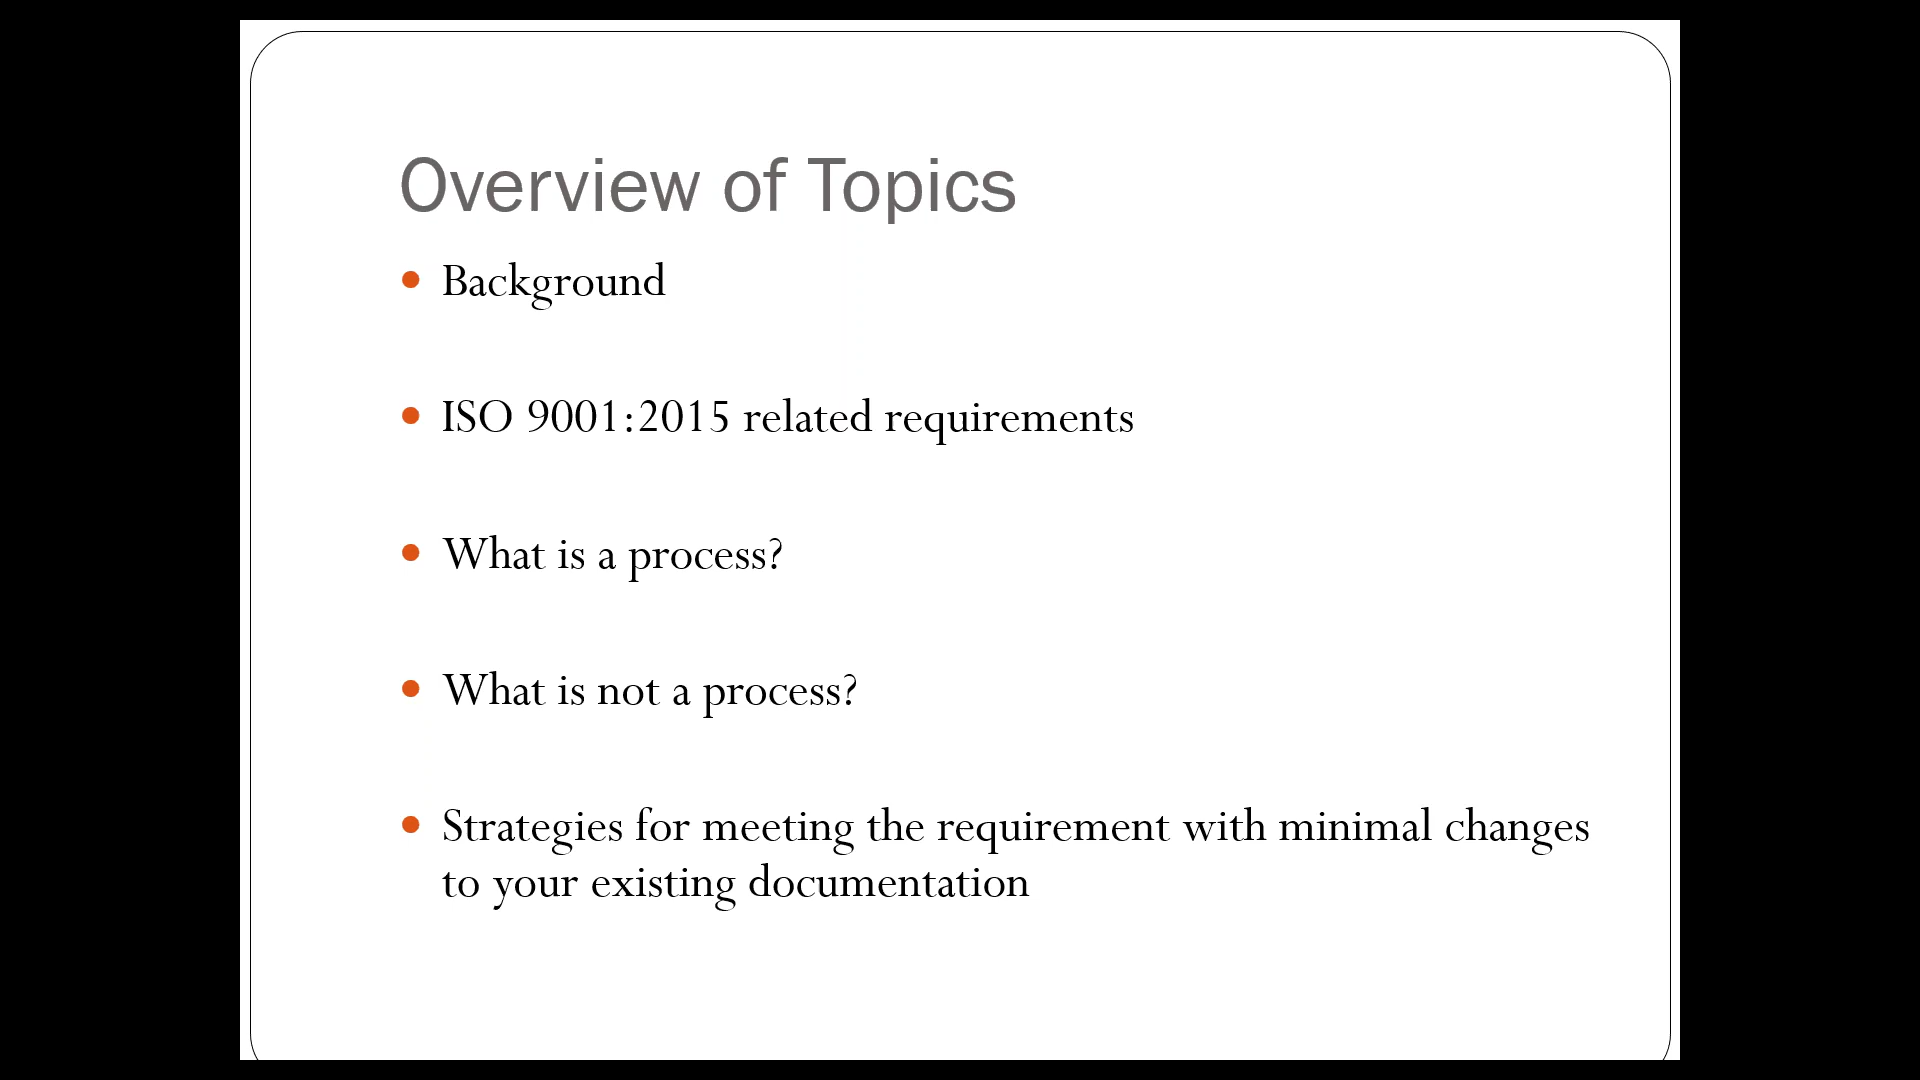 Overview of Topics
Background
ISO 9001:2015 related requirements
What is a process?
What is not a process?
Strategies for meeting the requirement with minimal changes
to your existing documentation